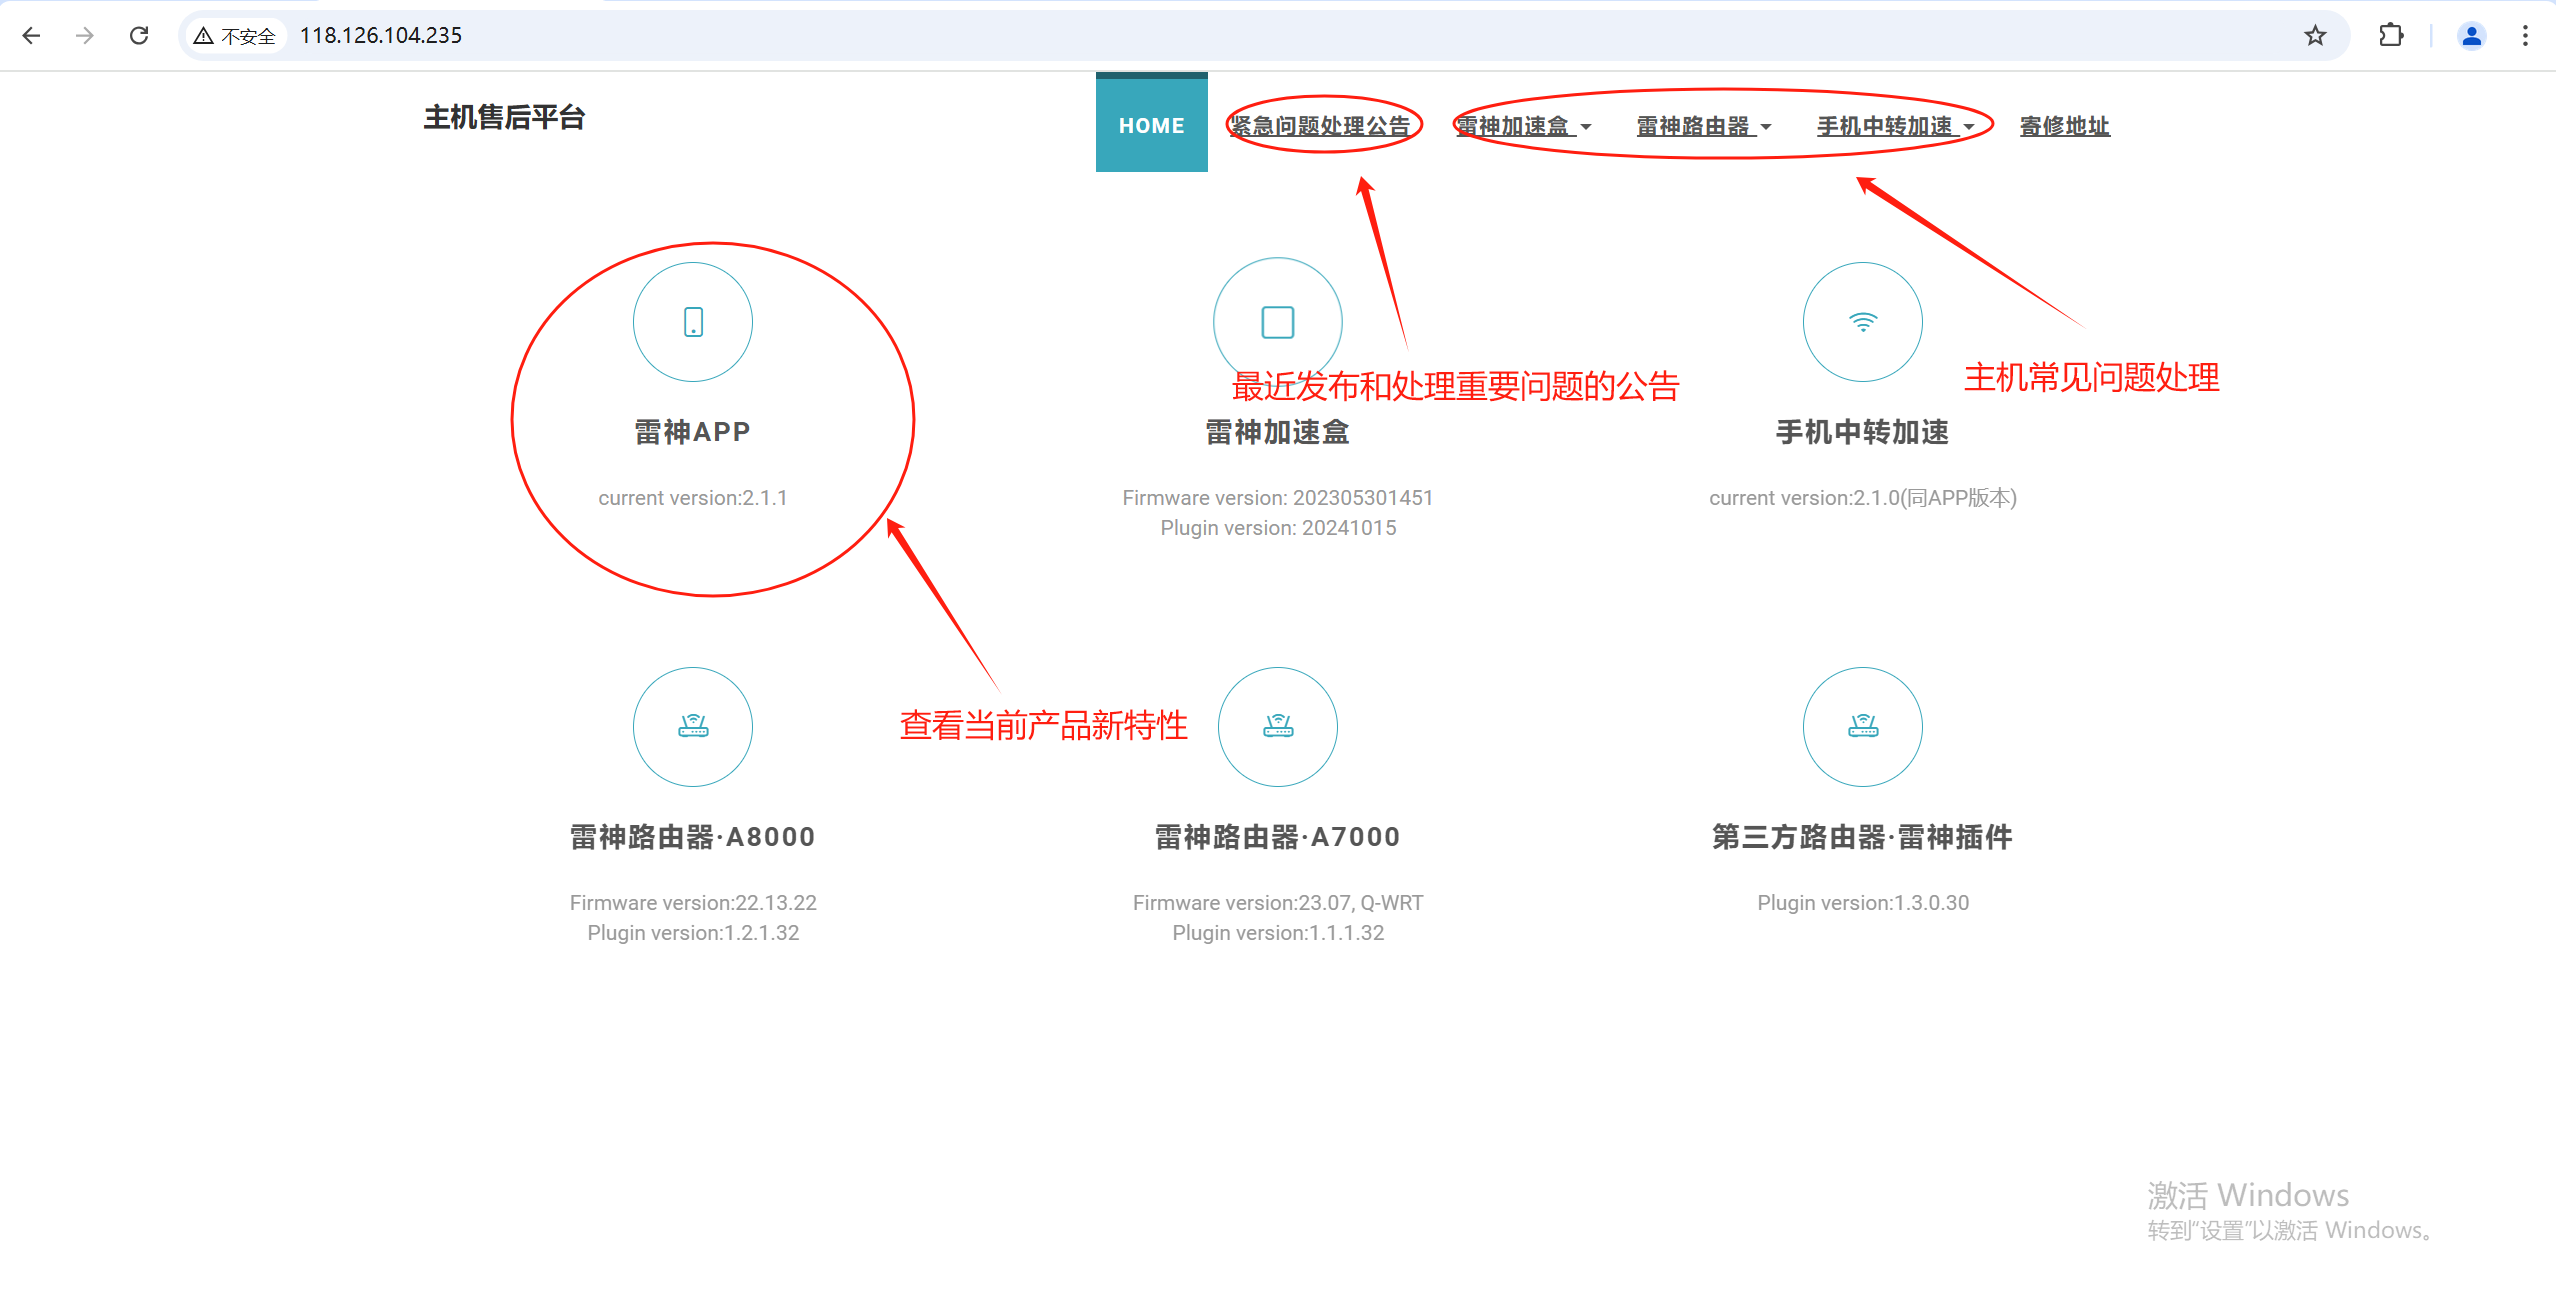 不安全
118.126.104.235
主机售后平台
HOME
紧急问题处理公告
雷神加速盒
雷神路由器
手机中转加速
寄修地址
最近发布和处理重要问题的公告
主机常见问题处理
雷神APP
current version:2.1.1
雷神加速盒
Firmware version: 202305301451
Plugin version: 20241015
手机中转加速
current version:2.1.0(同APP版本)
查看当前产品新特性
雷神路由器·A8000
Firmware version:22.13.22
Plugin version:1.2.1.32
雷神路由器·A7000
Firmware version:23.07, Q-WRT
Plugin version:1.1.1.32
第三方路由器·雷神插件
Plugin version:1.3.0.30
激活 Windows
转到“设置”以激活 Windows。